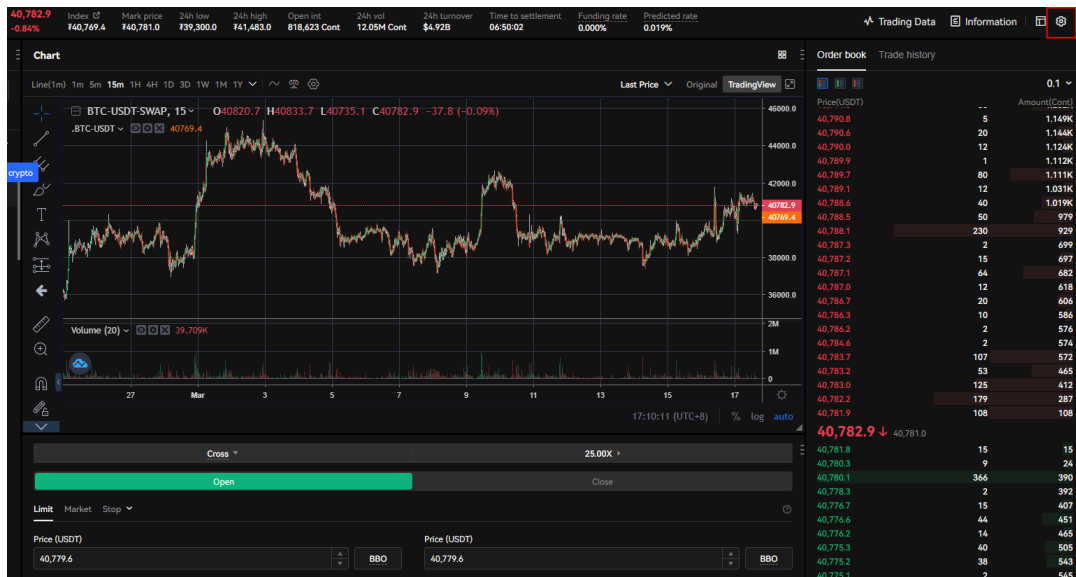 40,782.9 Index Mark price 24h low 24h high Open int 24h vol 24h turnover Time to settlement Funding rate Predicted rate
-0.84% ₮40,769.4 ₮40,781.0 ₮39,300.0 ₮41,483.0 818,623 Cont 12.05M Cont $4.92B 06:50:02 0.000% 0.019%
Trading Data Information
Chart
Line(1m) 1m 5m 15m 1H 4H 1D 3D 1W 1M 1Y
Last Price Original TradingView
BTC-USDT-SWAP, 15 O40820.7 H40833.7 L40735.1 C40782.9 −37.8 (−0.09%)
.BTC-USDT 40769.4
crypto
46000.0
44000.0
42000.0
40782.9
40769.4
38000.0
36000.0
Volume (20) 39.709K
2M
1M
0
27 Mar 3 5 7 9 11 13 15 17
17:10:11 (UTC+8) % log auto
Cross 25.00X
Open Close
Limit Market Stop
Price (USDT) Price (USDT)
40,779.6 BBO 40,779.6 BBO
Order book Trade history
0.1
Price(USDT) Amount(Cont)
40,790.8 5 1.149K
40,790.6 20 1.144K
40,790.0 12 1.124K
40,789.9 1 1.112K
40,789.7 80 1.111K
40,789.1 12 1.031K
40,788.6 40 1.019K
40,788.5 50 979
40,788.1 230 929
40,787.3 2 699
40,787.2 15 697
40,787.1 64 682
40,787.0 12 618
40,786.7 20 606
40,786.3 10 586
40,786.2 2 576
40,784.6 2 574
40,783.7 107 572
40,783.2 53 465
40,783.0 125 412
40,782.2 179 287
40,781.9 108 108
40,782.9 ↓ 40,781.0
40,781.8 15 15
40,780.3 9 24
40,780.1 366 390
40,778.3 2 392
40,776.7 15 407
40,776.6 44 451
40,776.2 14 465
40,775.3 40 505
40,775.2 38 543
40,775.1 2 545